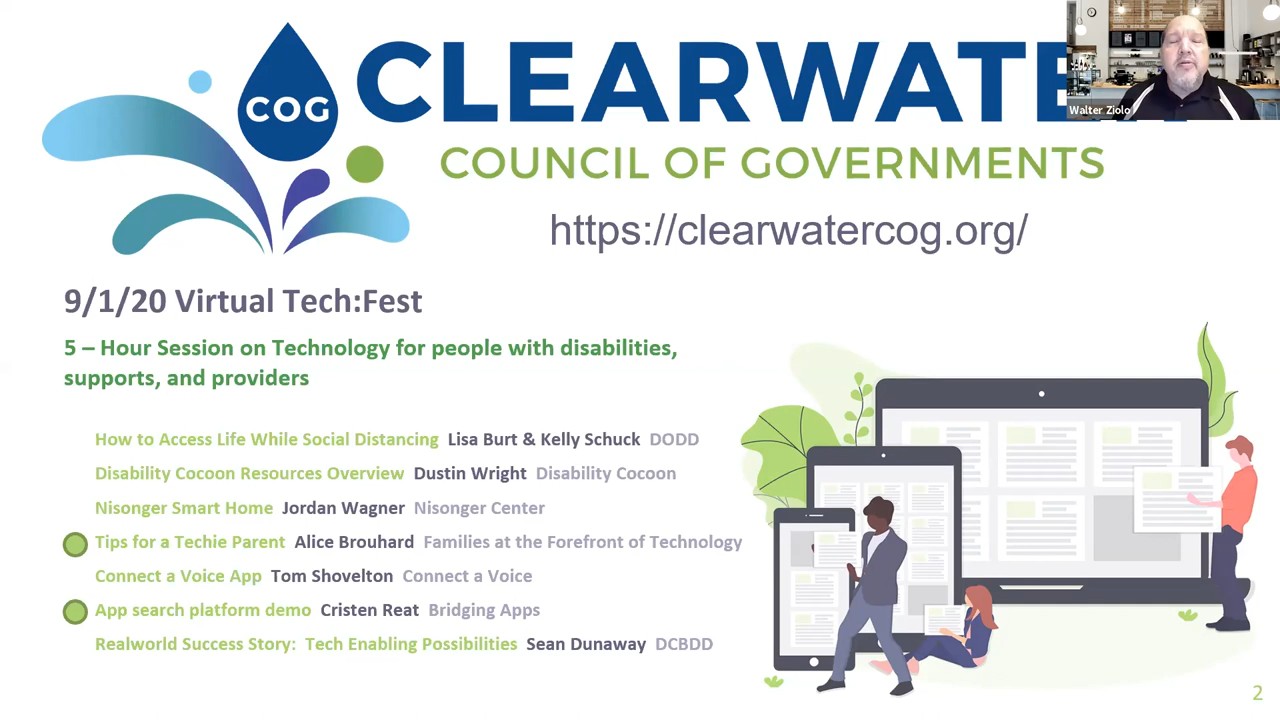 COG
CLEARWATE
Walter Ziolo
COUNCIL OF GOVERNMENTS
https://clearwatercog.org/
9/1/20 Virtual Tech:Fest
5 – Hour Session on Technology for people with disabilities,
supports, and providers
How to Access Life While Social Distancing Lisa Burt & Kelly Schuck DODD
Disability Cocoon Resources Overview Dustin Wright Disability Cocoon
Nisonger Smart Home Jordan Wagner Nisonger Center
Tips for a Techie Parent Alice Brouhard Families at the Forefront of Technology
Connect a Voice App Tom Shovelton Connect a Voice
App search platform demo Cristen Reat Bridging Apps
Realworld Success Story: Tech Enabling Possibilities Sean Dunaway DCBDD
2